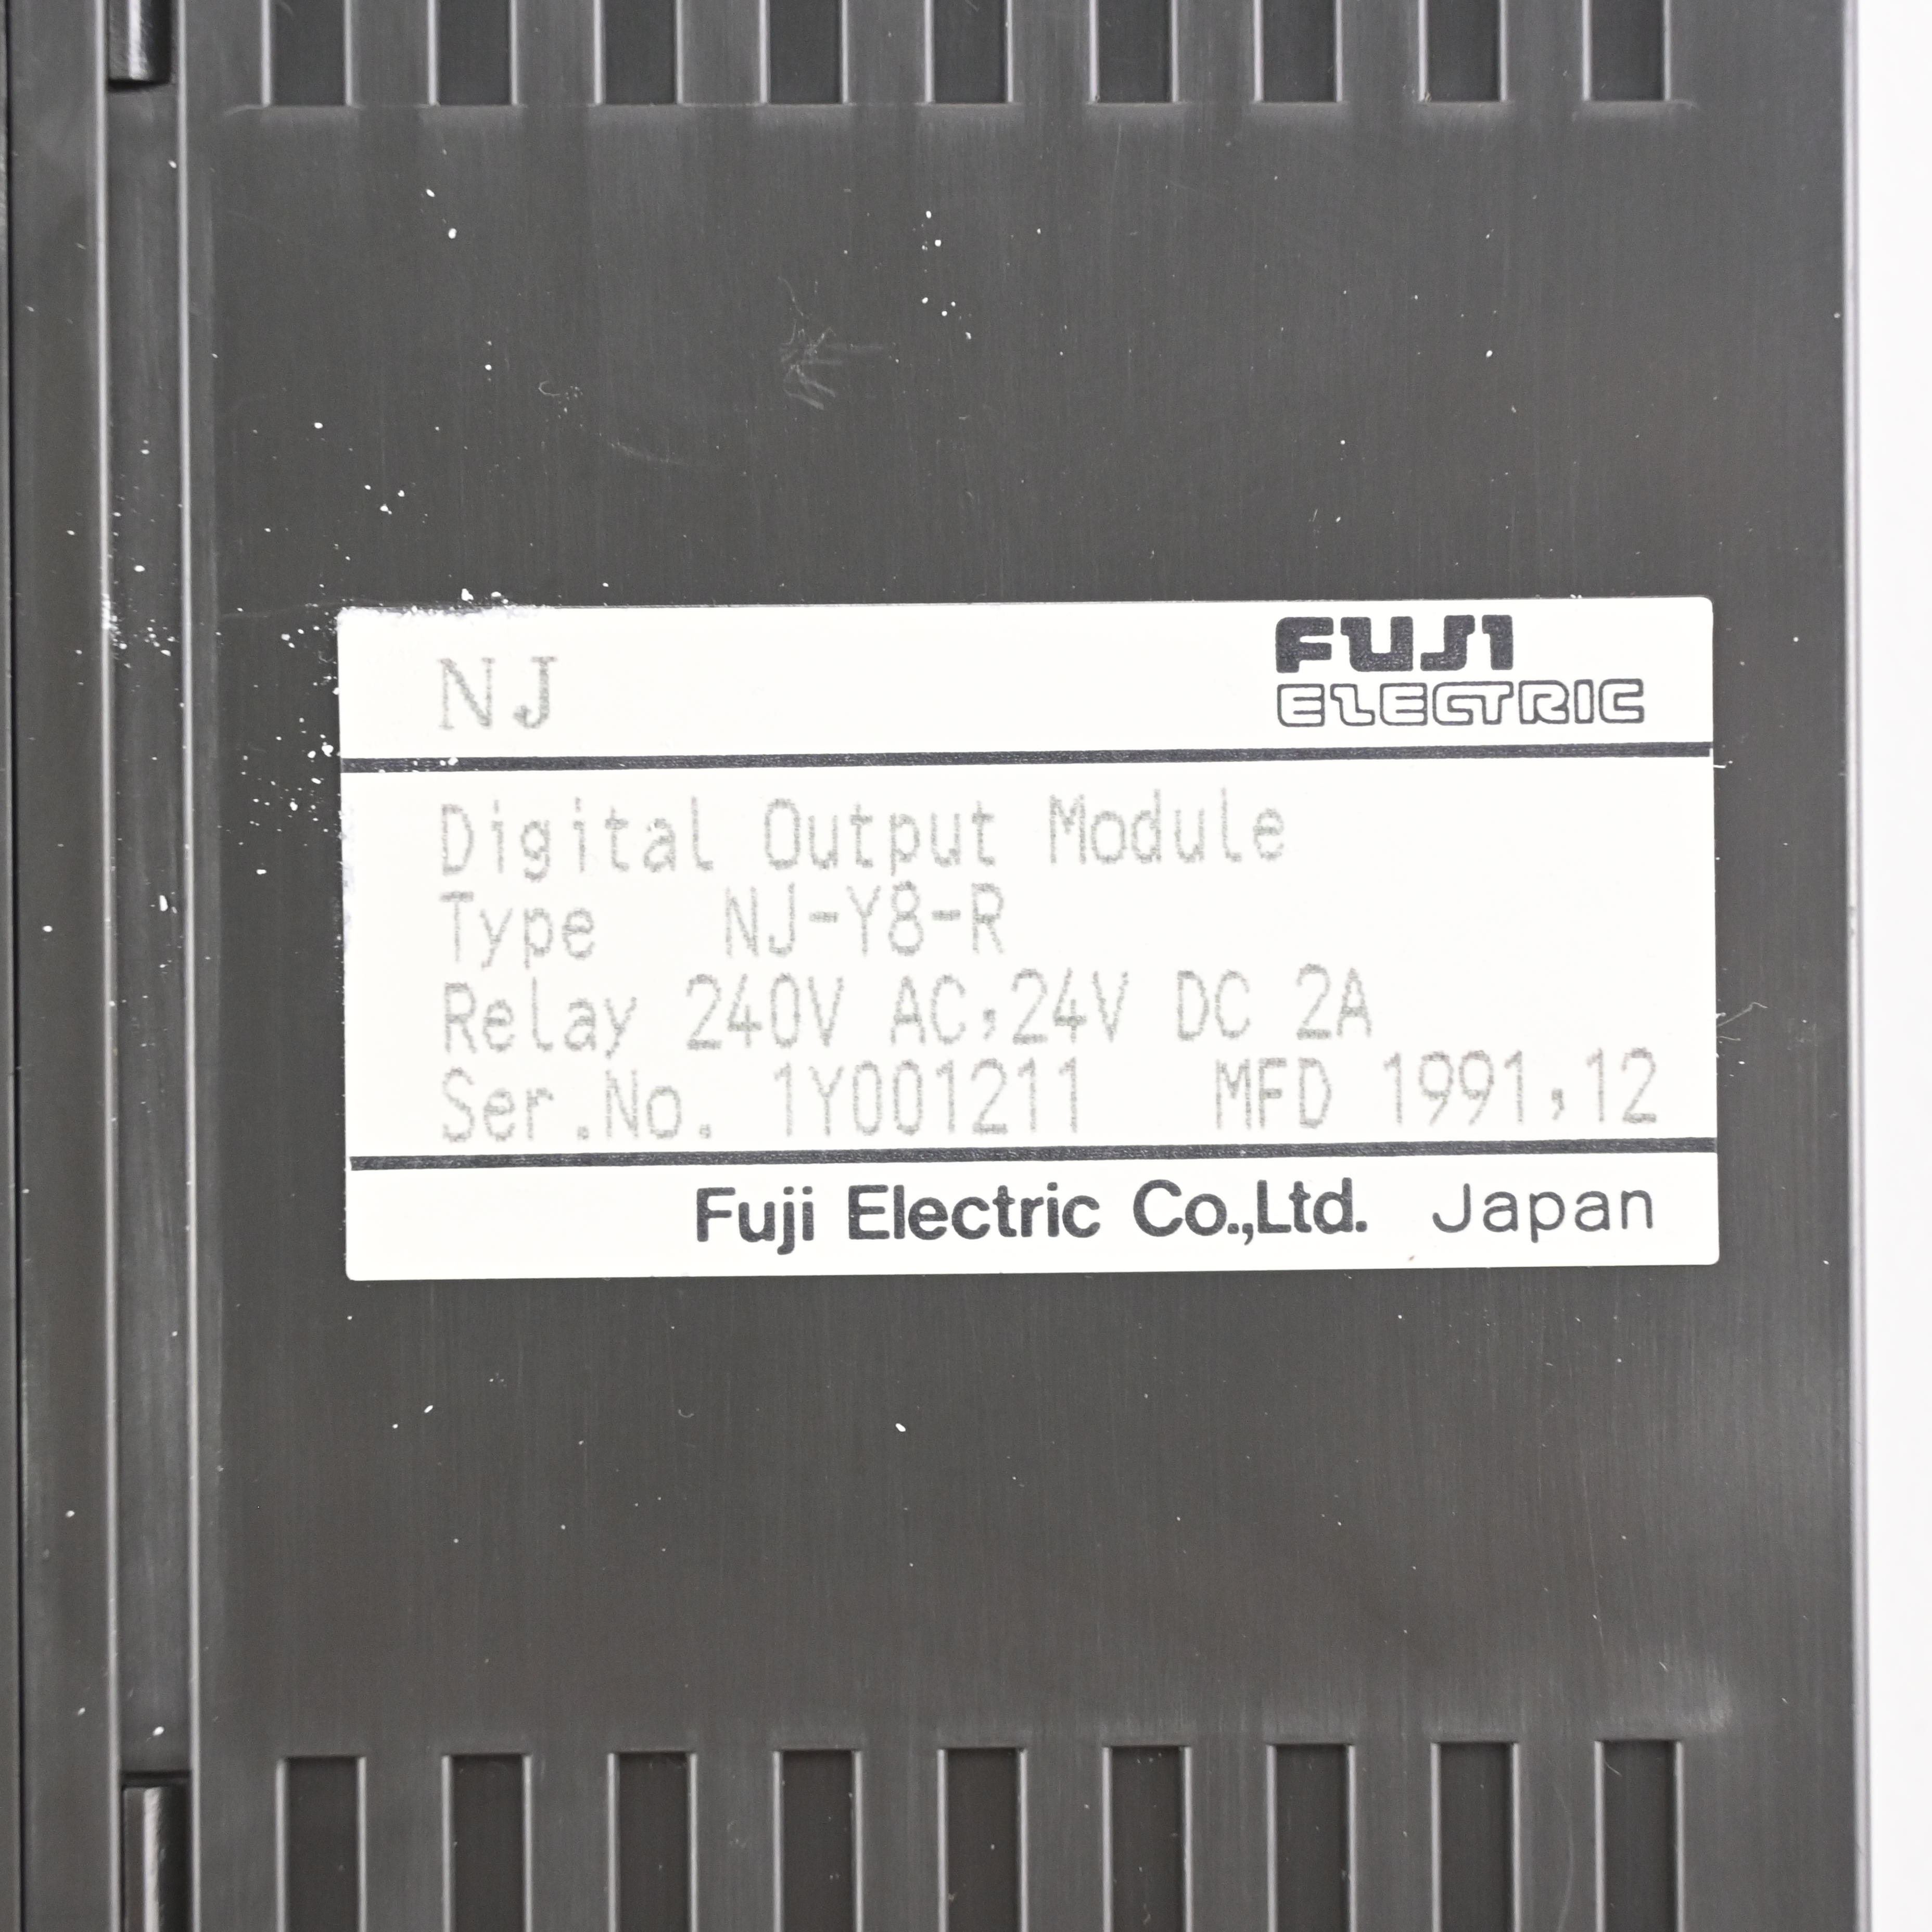 NJ
FUJI
ELECTRIC
Digital Output Module
Type NJ-Y8-R
Relay 240V AC,24V DC 2A
Ser.No. 1Y001211 MFD 1991,12
Fuji Electric Co.,Ltd. Japan